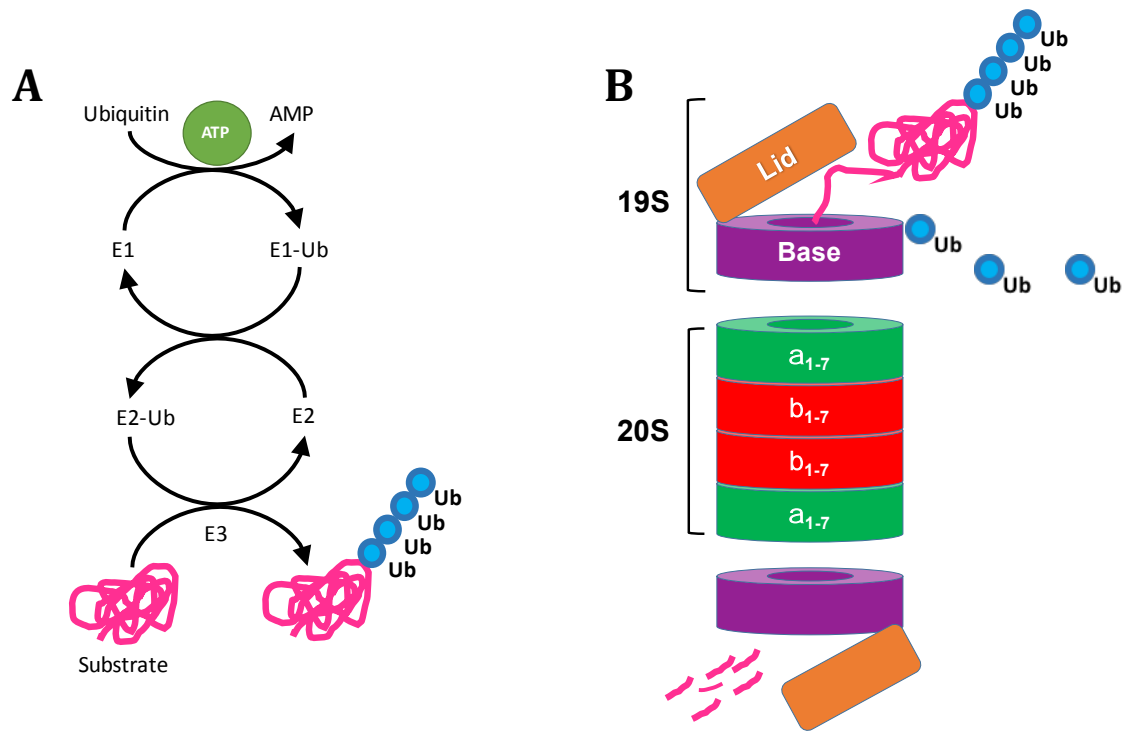 A
Ubiquitin
ATP
AMP
E1
E1-Ub
E2-Ub
E2
E3
Ub
Ub
Ub
Ub
Substrate
B
Ub
Ub
Ub
Ub
19S
Lid
Base
Ub
Ub
Ub
20S
a1-7
b1-7
b1-7
a1-7